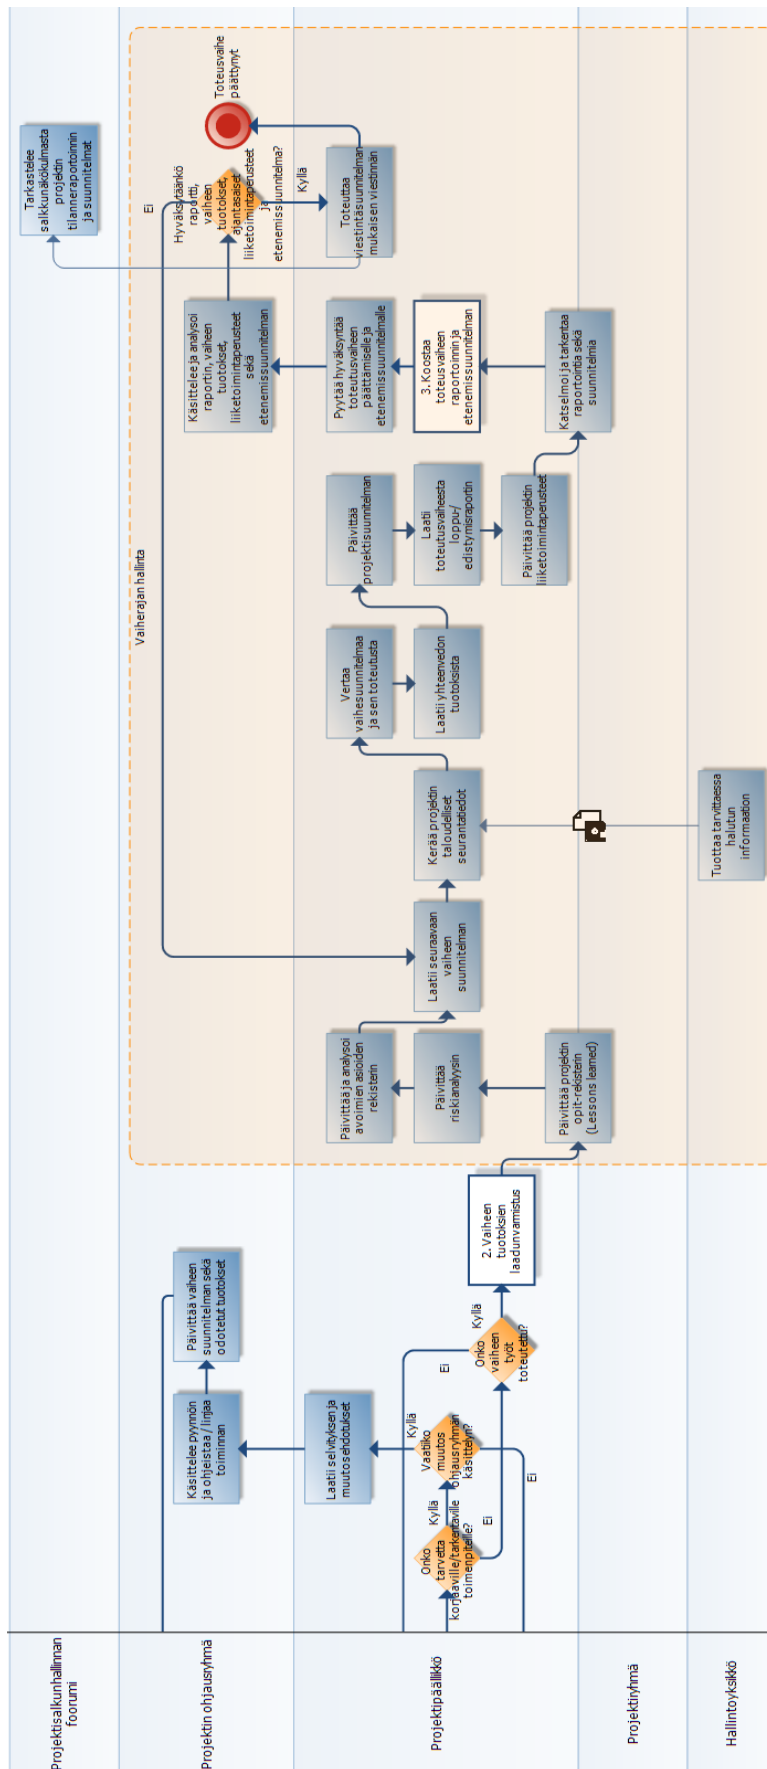 Projektisalkunhallinnan
foorumi
Tarkastelee
salkkunäkökulmasta
projektin
tilanneraportoinnin
ja suunnitelmat
Projektin ohjausryhmä
Käsittelee pyynnön
ja ohjeistaa / linjaa
toiminnan
Päivittää vaiheen
suunnitelman sekä
odotetut tuotokset
Vaiherajan hallinta
Käsittelee ja analysoi
raportin, vaiheen
tuotokset,
liiketoimintaperusteet
sekä
etenemissuunnitelman
Ei
Hyväksytäänkö
raportti,
vaiheen
tuotokset,
ajantasaiset
liiketoimintaperusteet
ja
etenemissuunnitelma?
Kyllä
Toteusvaihe
päättynyt
Projektipäällikkö
Onko
tarvetta
korjaaville/tarkentaville
toimenpiteille?
Kyllä
Ei
Vaatiiko
muutos
ohjausryhmän
käsittelyn?
Kyllä
Ei
Laatii selvityksen ja
muutosehdotukset
Onko
vaiheen
työt
toteutettu?
Ei
Kyllä
2. Vaiheen
tuotoksien
laadunvarmistus
Päivittää ja analysoi
avoimien asioiden
rekisterin
Päivittää
riskianalyysin
Laatii seuraavaan
vaiheen
suunnitelman
Kerää projektin
taloudelliset
seurantatiedot
Vertaa
vaihesuunnitelmaa
ja sen toteutusta
Laatii yhteenvedon
tuotoksista
Päivittää
projektisuunnitelman
Laatii
toteutusvaiheesta
loppu-/
edistymisraportin
Päivittää projektin
liiketoimintaperusteet
Pyytää hyväksyntää
toteutusvaiheen
päättämiselle ja
etenemissuunnitelmalle
3. Koostaa
toteusvaiheen
raportoinnin ja
etenemissuunnitelman
Toteuttaa
viestintäsuunnitelman
mukaisen viestinnän
Projektiryhmä
Päivittää projektin
opit-rekisterin
(Lessons learned)
Katselmoi ja tarkentaa
raportointia sekä
suunnitelmia
Hallintoyksikkö
Tuottaa tarvittaessa
halutun
informaation